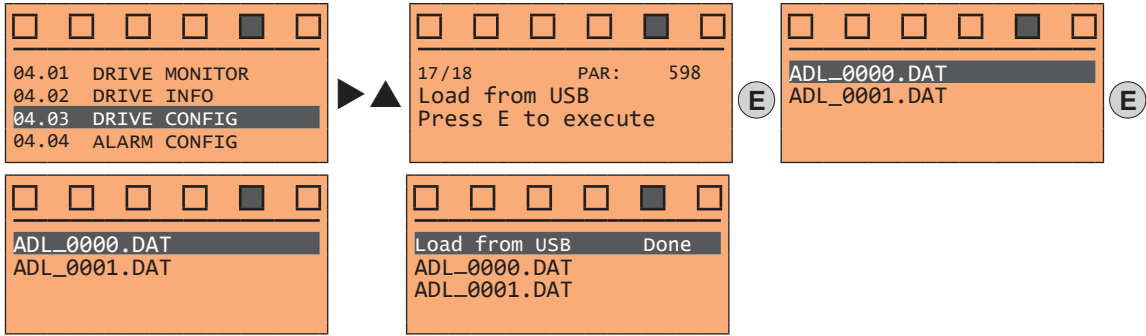 04.01 DRIVE MONITOR
04.02 DRIVE INFO
04.03 DRIVE CONFIG
04.04 ALARM CONFIG
17/18 PAR: 598
Load from USB
Press E to execute
E
ADL_0000.DAT
ADL_0001.DAT
E
ADL_0000.DAT
ADL_0001.DAT
Load from USB Done
ADL_0000.DAT
ADL_0001.DAT